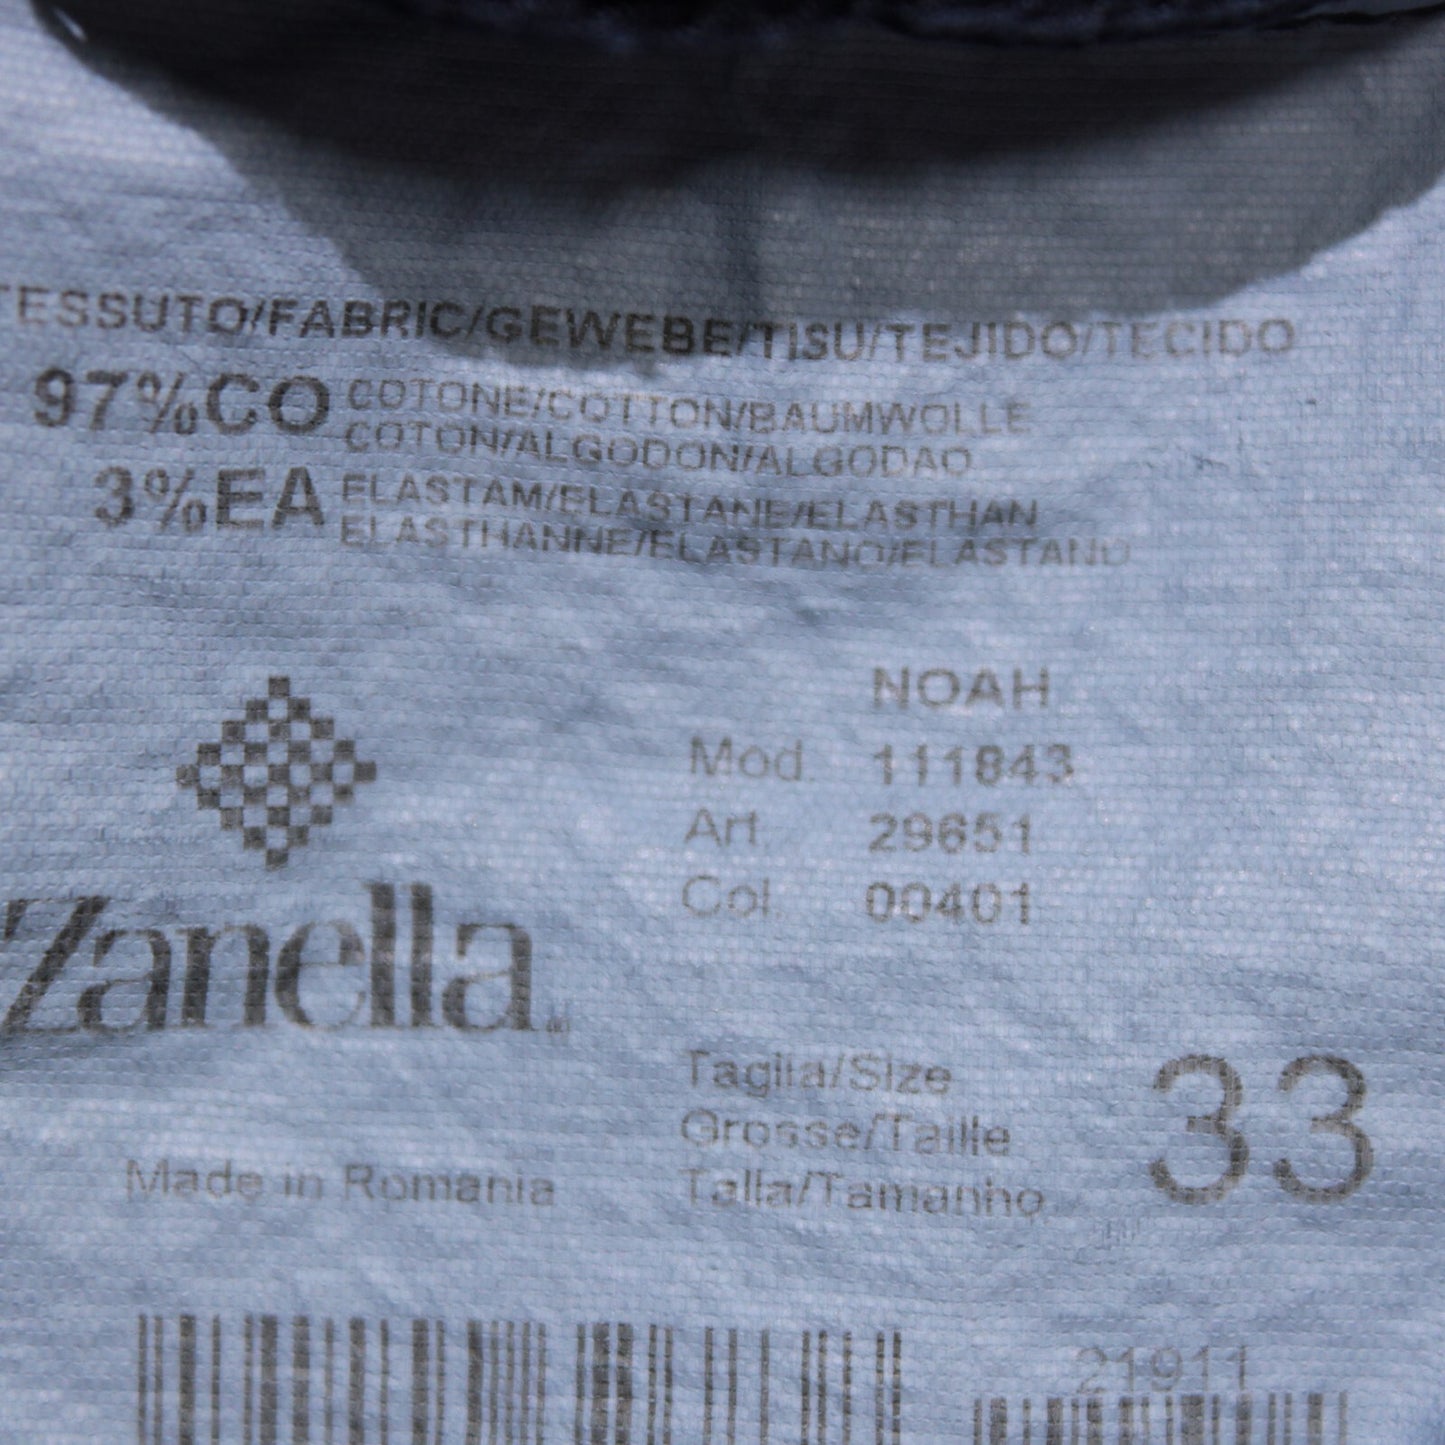 TESSUTO/FABRIC/GEWEBE/TISU/TEJIDO/TECIDO
97%CO COTONE/COTTON/BAUMWOLLE
COTON/ALGODON/ALGODAO
3%EA ELASTAM/ELASTANE/ELASTHAN
ELASTHANNE/ELASTANO/ELASTANO
NOAH
Mod. 111843
Art. 29651
Col. 00401
Zanella
Taglia/Size
Grosse/Taille
Talla/Tamanho
33
Made in Romania
21911